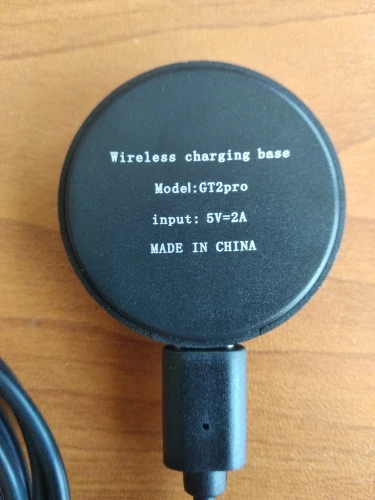 Wireless charging base
Model:GT2pro
input: 5V=2A
MADE IN CHINA